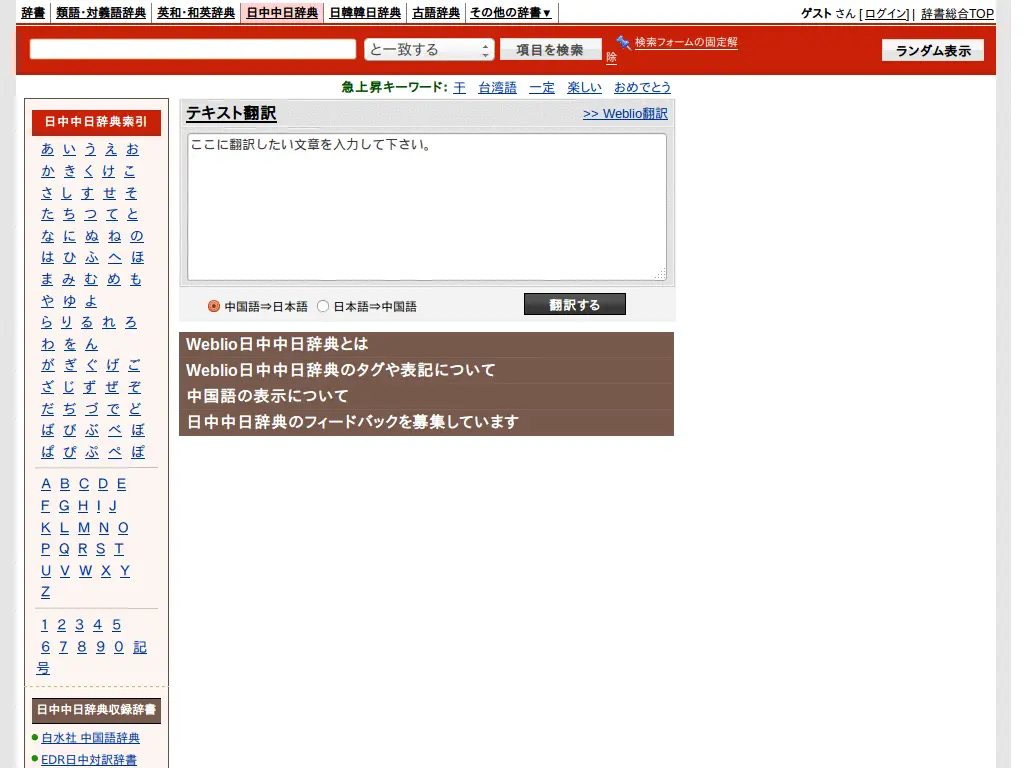 辞書 類語・対義語辞典 英和・和英辞典 日中中日辞典 日韓韓日辞典 古語辞典 その他の辞書▼ ゲスト さん [ログイン] | 辞書総合TOP
と一致する 項目を検索 検索フォームの固定解除 ランダム表示
急上昇キーワード: 干 台湾語 一定 楽しい おめでとう
日中中日辞典索引
あ い う え お
か き く け こ
さ し す せ そ
た ち つ て と
な に ぬ ね の
は ひ ふ へ ほ
ま み む め も
や ゆ よ
ら り る れ ろ
わ を ん
が ぎ ぐ げ ご
ざ じ ず ぜ ぞ
だ ぢ づ で ど
ば び ぶ べ ぼ
ぱ ぴ ぷ ぺ ぽ
A B C D E
F G H I J
K L M N O
P Q R S T
U V W X Y
Z
1 2 3 4 5
6 7 8 9 0 記
号
日中中日辞典収録辞書
白水社 中国語辞典
EDR日中対訳辞書
テキスト翻訳 >> Weblio翻訳
ここに翻訳したい文章を入力して下さい。
中国語⇒日本語 日本語⇒中国語 翻訳する
Weblio日中中日辞典とは
Weblio日中中日辞典のタグや表記について
中国語の表示について
日中中日辞典のフィードバックを募集しています